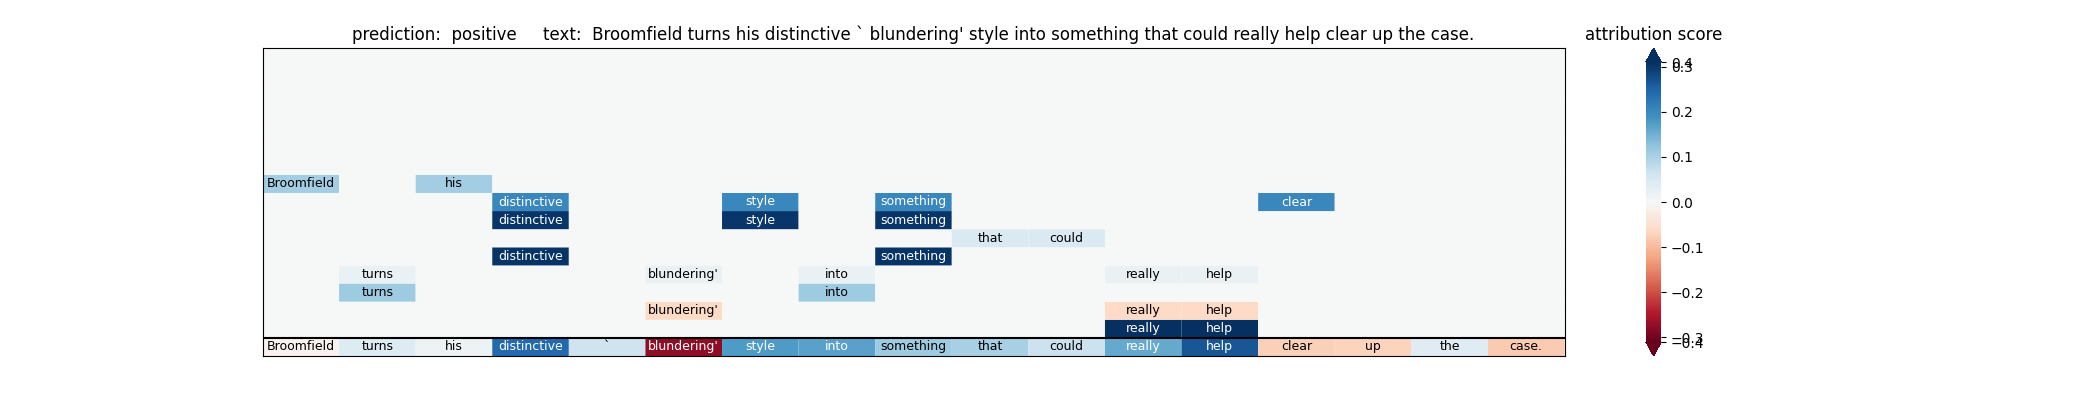 prediction:  positive     text:  Broomfield turns his distinctive ` blundering' style into something that could really help clear up the case.
attribution score
Broomfield his
distinctive style something clear
distinctive style something
that could
distinctive something
turns blundering' into really help
turns into
blundering' really help
really help
Broomfield turns his distinctive ` blundering' style into something that could really help clear up the case.
0.4
0.3
0.2
0.1
0.0
−0.1
−0.2
−0.3
−0.4